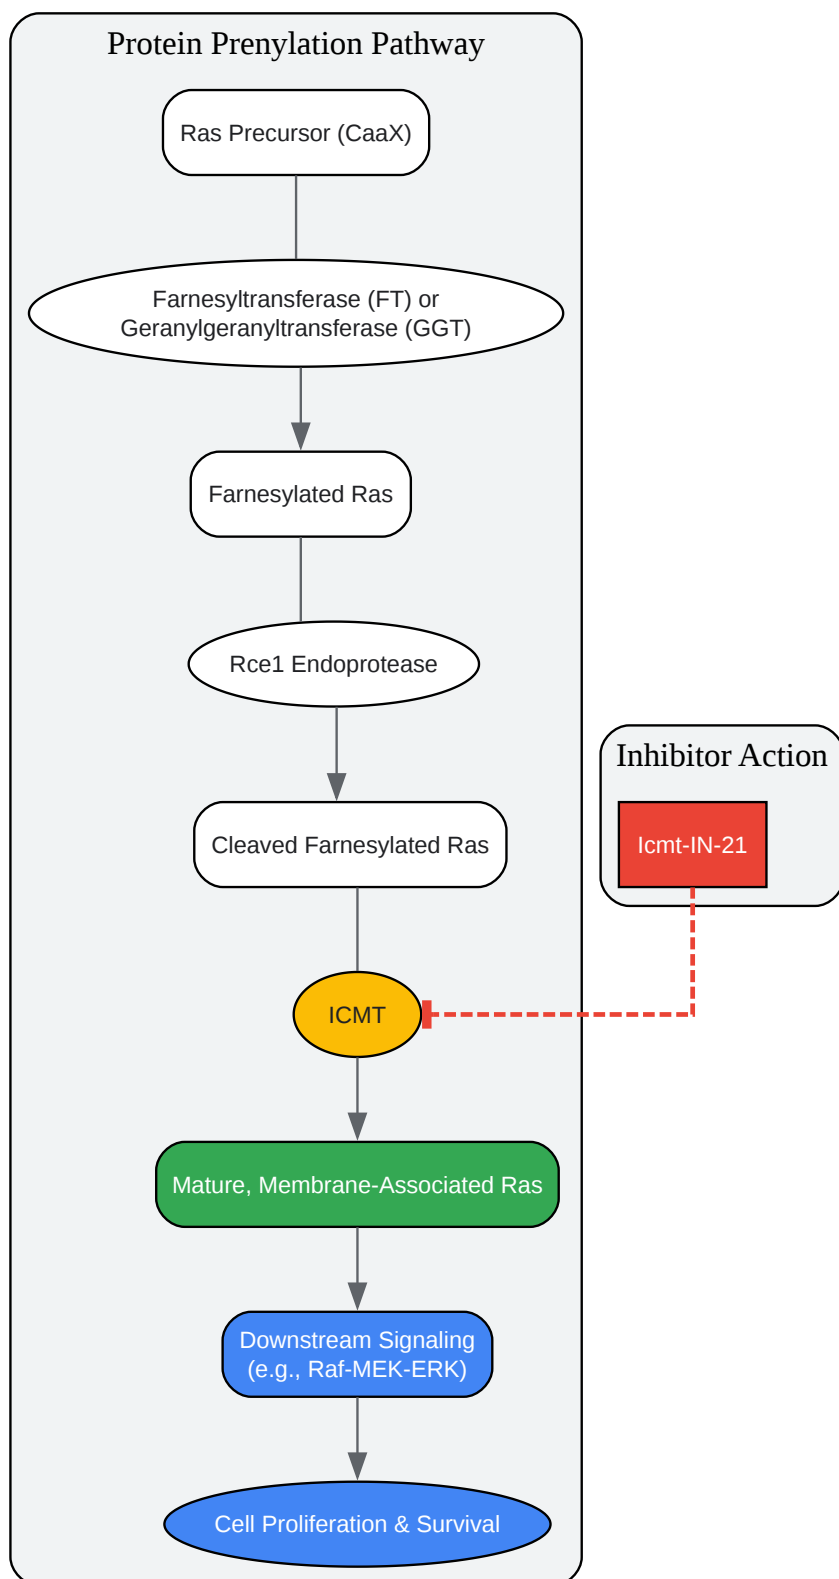 Protein Prenylation Pathway
Ras Precursor (CaaX)
Farnesyltransferase (FT) or
Geranylgeranyltransferase (GGT)
Farnesylated Ras
Rce1 Endoprotease
Inhibitor Action
Cleaved Farnesylated Ras
Icmt-IN-21
ICMT
Mature, Membrane-Associated Ras
Downstream Signaling
(e.g., Raf-MEK-ERK)
Cell Proliferation & Survival